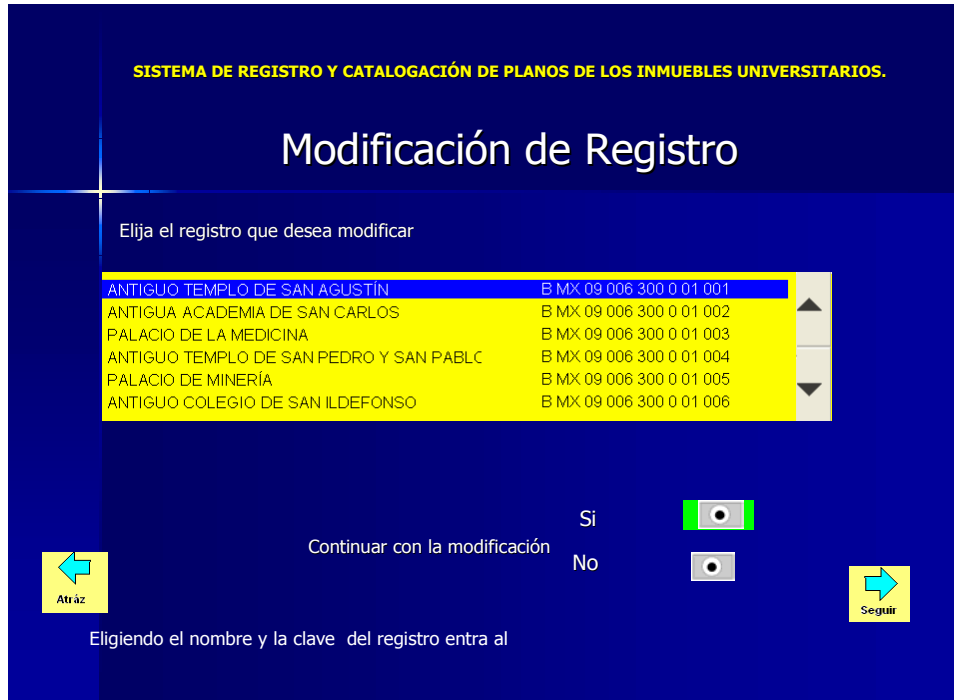 SISTEMA DE REGISTRO Y CATALOGACIÓN DE PLANOS DE LOS INMUEBLES UNIVERSITARIOS.
Modificación de Registro
Elija el registro que desea modificar
ANTIGUO TEMPLO DE SAN AGUSTÍN B MX 09 006 300 0 01 001
ANTIGUA ACADEMIA DE SAN CARLOS B MX 09 006 300 0 01 002
PALACIO DE LA MEDICINA B MX 09 006 300 0 01 003
ANTIGUO TEMPLO DE SAN PEDRO Y SAN PABLO B MX 09 006 300 0 01 004
PALACIO DE MINERÍA B MX 09 006 300 0 01 005
ANTIGUO COLEGIO DE SAN ILDEFONSO B MX 09 006 300 0 01 006
Si
Continuar con la modificación
No
Atráz
Seguir
Eligiendo el nombre y la clave del registro entra al